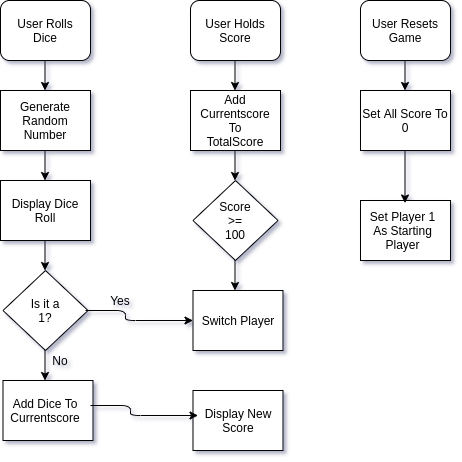 User Rolls
Dice
Generate
Random
Number
Display Dice
Roll
Is it a
1?
Yes
No
Add Dice To
Currentscore
User Holds
Score
Add
Currentscore
To
TotalScore
Score
>=
100
Switch Player
Display New
Score
User Resets
Game
Set All Score To
0
Set Player 1
As Starting
Player